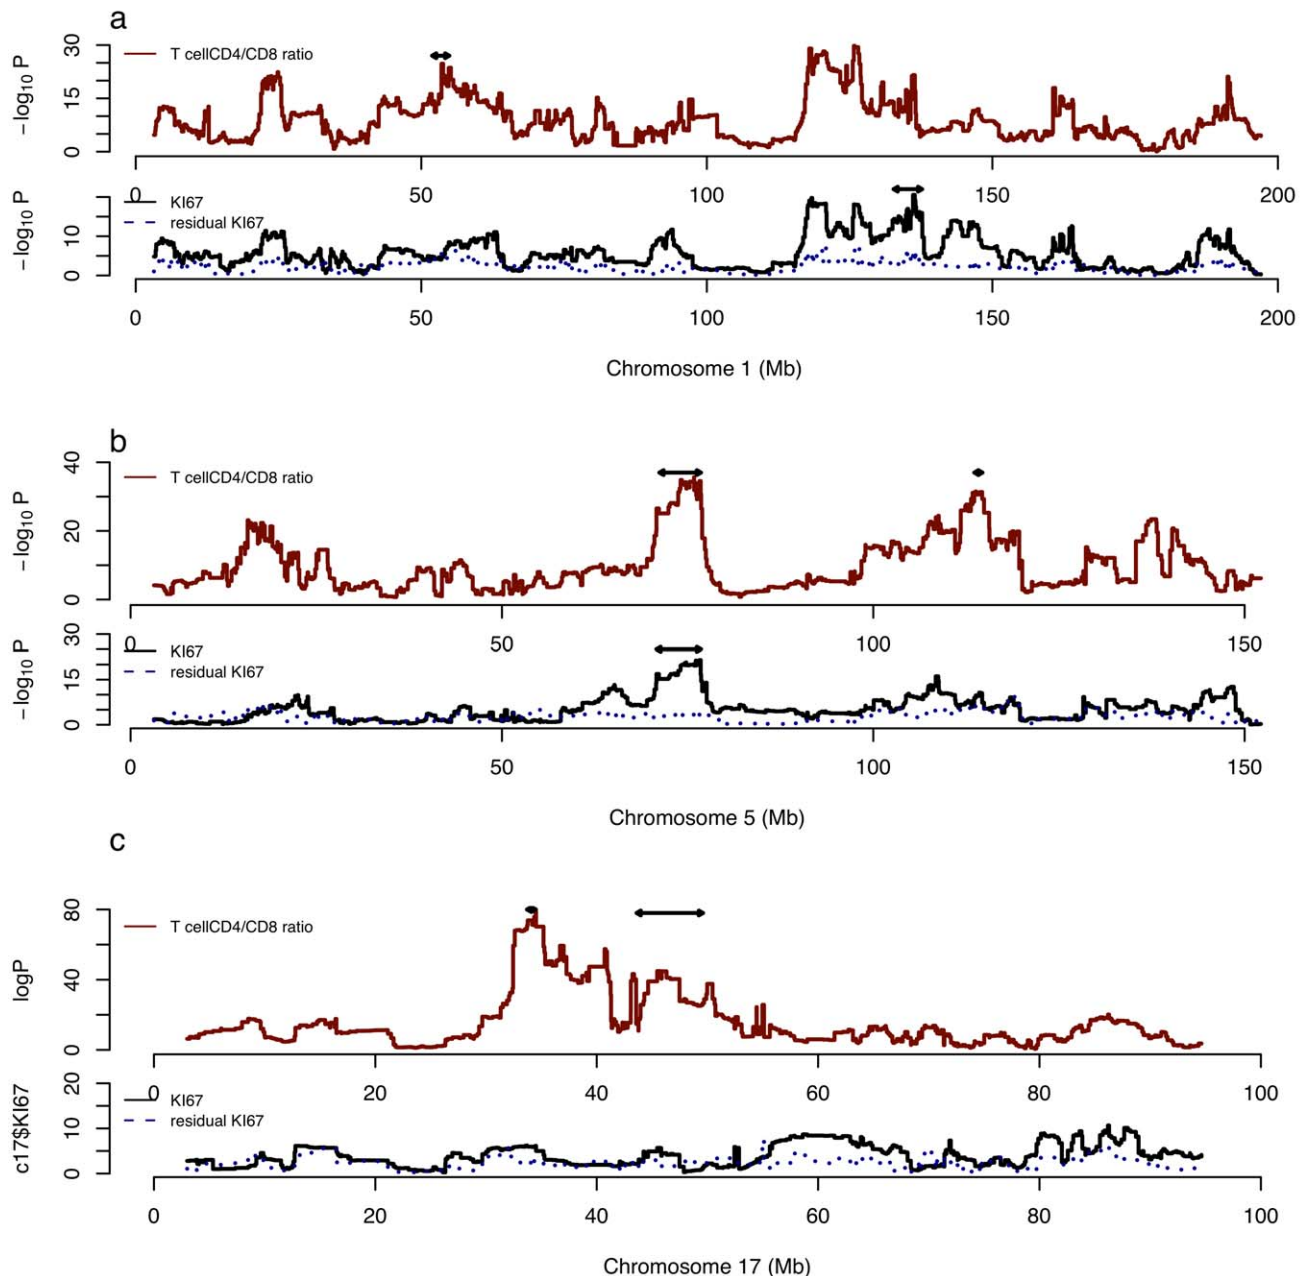 a
T cellCD4/CD8 ratio
−log10 P
0 15 30
0 50 100 150 200
KI67
residual KI67
−log10 P
0 10
0 50 100 150 200
Chromosome 1 (Mb)
b
T cellCD4/CD8 ratio
−log10 P
0 20 40
0 50 100 150
KI67
residual KI67
−log10 P
0 15 30
0 50 100 150
Chromosome 5 (Mb)
c
T cellCD4/CD8 ratio
logP
0 40 80
0 20 40 60 80 100
KI67
residual KI67
c17$KI67
0 10 20
0 20 40 60 80 100
Chromosome 17 (Mb)